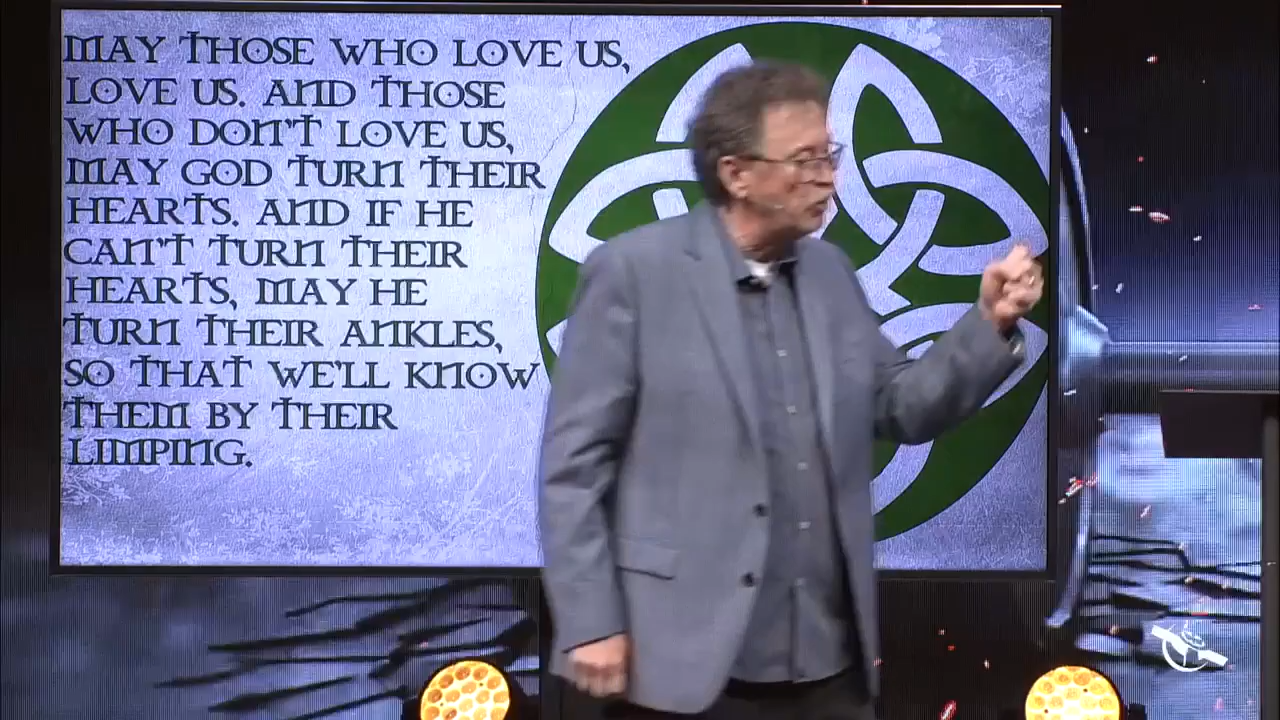 MAY THOSE WHO LOVE US,
LOVE US. AND THOSE
WHO DON'T LOVE US,
MAY GOD TURN THEIR
HEARTS. AND IF HE
CAN'T TURN THEIR
HEARTS, MAY HE
TURN THEIR ANKLES,
SO THAT WE'LL KNOW
THEM BY THEIR
LIMPING.